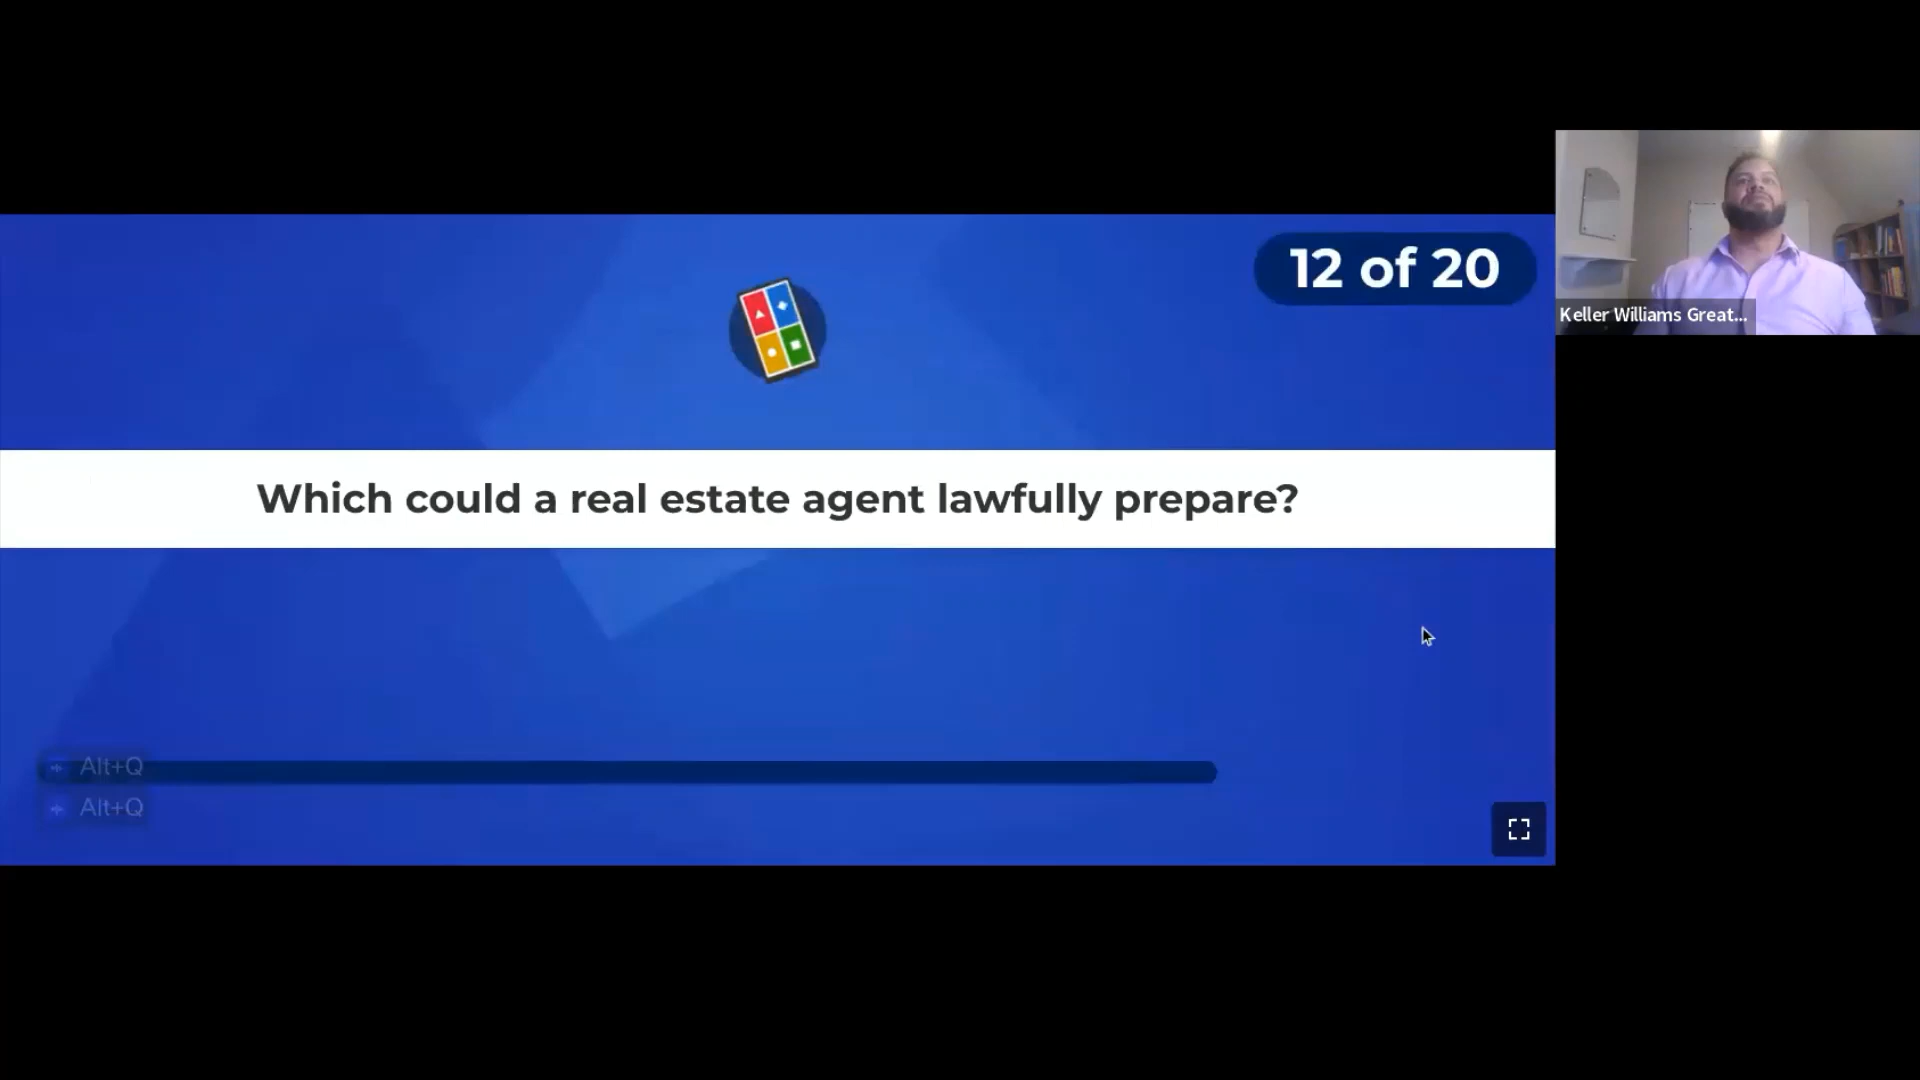 12 of 20
Keller Williams Great...
Which could a real estate agent lawfully prepare?
Alt+Q
Alt+Q